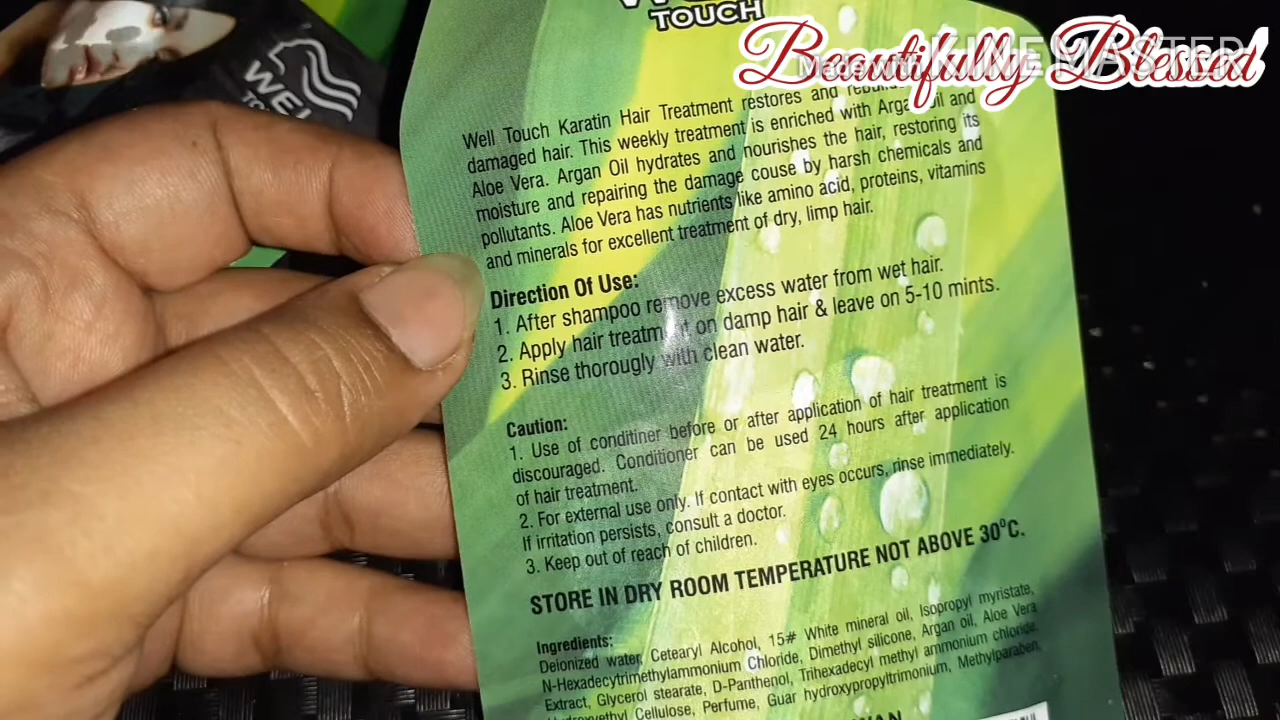 TOUCH
Beautifully Blessed
Made with KINEMASTER
WEL
Well Touch Karatin Hair Treatment restores and
damaged hair. This weekly treatment is enriched with Argan Oil and
Aloe Vera. Argan Oil hydrates and nourishes the hair, restoring its
moisture and repairing the damage couse by harsh chemicals and
pollutants. Aloe Vera has nutrients like amino acid, proteins, vitamins
and minerals for excellent treatment of dry, limp hair.
Direction Of Use:
1. After shampoo remove excess water from wet hair.
2. Apply hair treatment on damp hair & leave on 5-10 mints.
3. Rinse thorougly with clean water.
Caution:
1. Use of conditiner before or after application of hair treatment is
discouraged. Conditioner can be used 24 hours after application
of hair treatment.
2. For external use only. If contact with eyes occurs, rinse immediately.
If irritation persists, consult a doctor.
3. Keep out of reach of children.
STORE IN DRY ROOM TEMPERATURE NOT ABOVE 30°C.
Ingredients:
Deionized water, Cetearyl Alcohol, 15# White mineral oil, Isopropyl myristate,
N-Hexadecytrimethylammonium Chloride, Dimethyl silicone, Argan oil, Aloe Vera
Extract, Glycerol stearate, D-Panthenol, Trihexadecyl methyl ammonium chloride,
Cellulose, Perfume, Guar hydroxypropyltrimonium, Methylparaben,